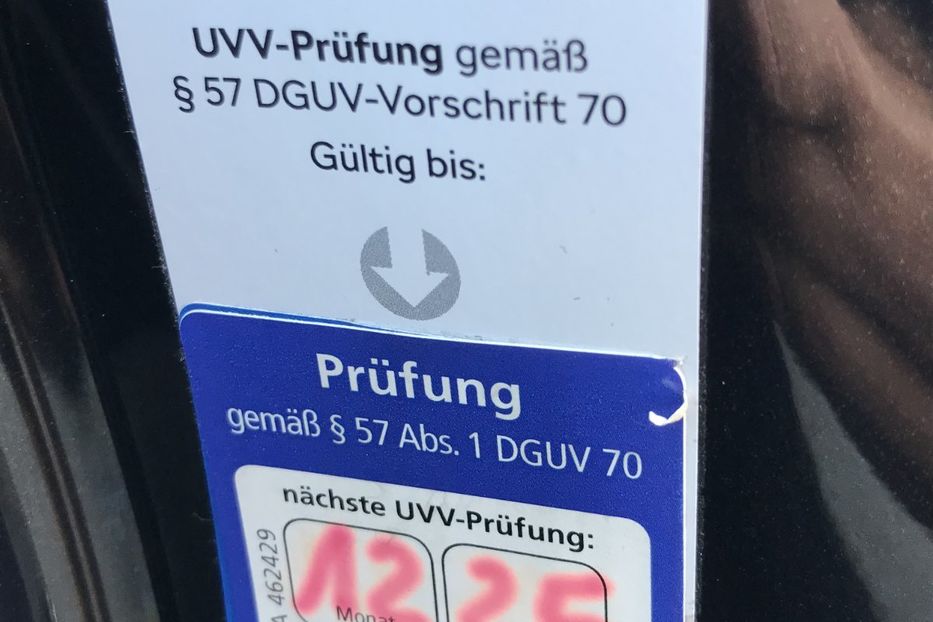 UVV-Prüfung gemäß
§ 57 DGUV-Vorschrift 70
Gültig bis:
Prüfung
gemäß § 57 Abs. 1 DGUV 70
nächste UVV-Prüfung:
A 462429
12 25
Monat